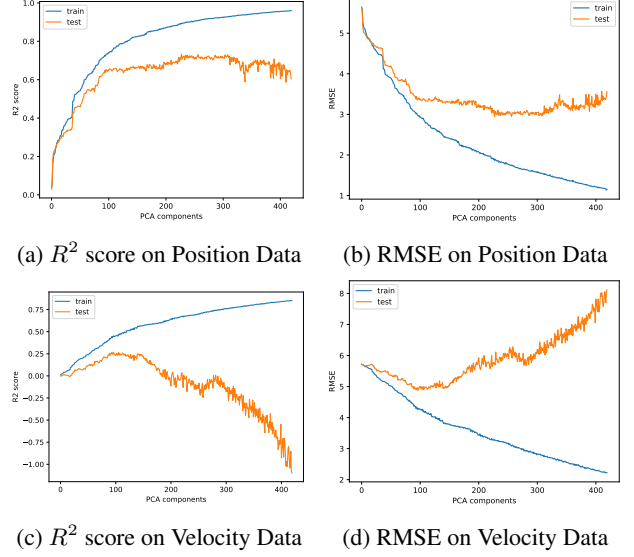 1.0
0.8
0.6
0.4
0.2
0.0
R2 score
train
test
0 100 200 300 400
PCA components
(a) R² score on Position Data
5
4
3
2
1
RMSE
train
test
0 100 200 300 400
PCA components
(b) RMSE on Position Data
0.75
0.50
0.25
0.00
−0.25
−0.50
−0.75
−1.00
R2 score
train
test
0 100 200 300 400
PCA components
(c) R² score on Velocity Data
8
7
6
5
4
3
2
RMSE
train
test
0 100 200 300 400
PCA components
(d) RMSE on Velocity Data